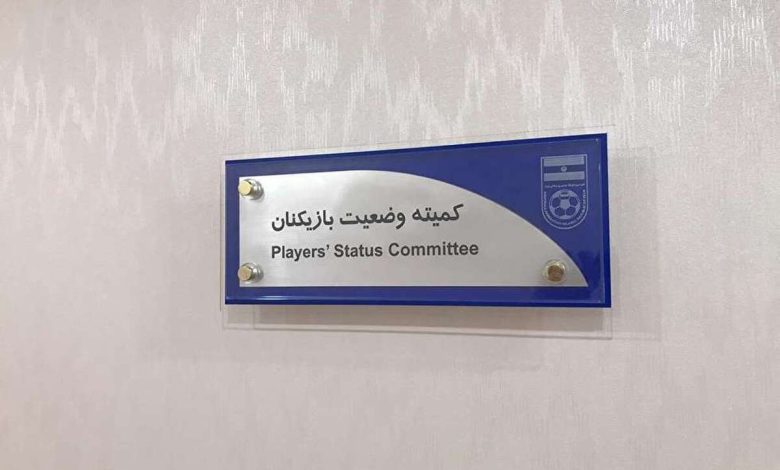 کمیته وضعیت بازیکنان
Players' Status Committee